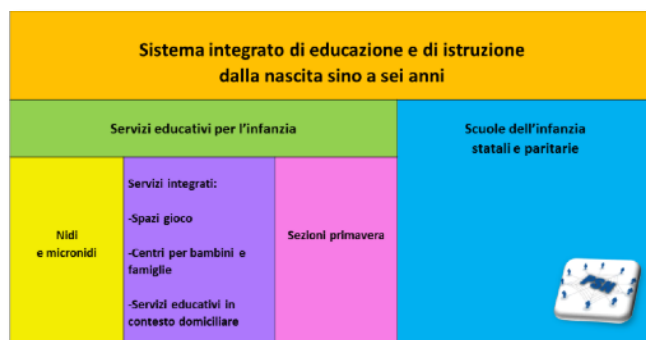 Sistema integrato di educazione e di istruzione
dalla nascita sino a sei anni
Servizi educativi per l'infanzia
Scuole dell'infanzia
statali e paritarie
Nidi
e micronidi
Servizi integrati:
-Spazi gioco
-Centri per bambini e
famiglie
-Servizi educativi in
contesto domiciliare
Sezioni primavera